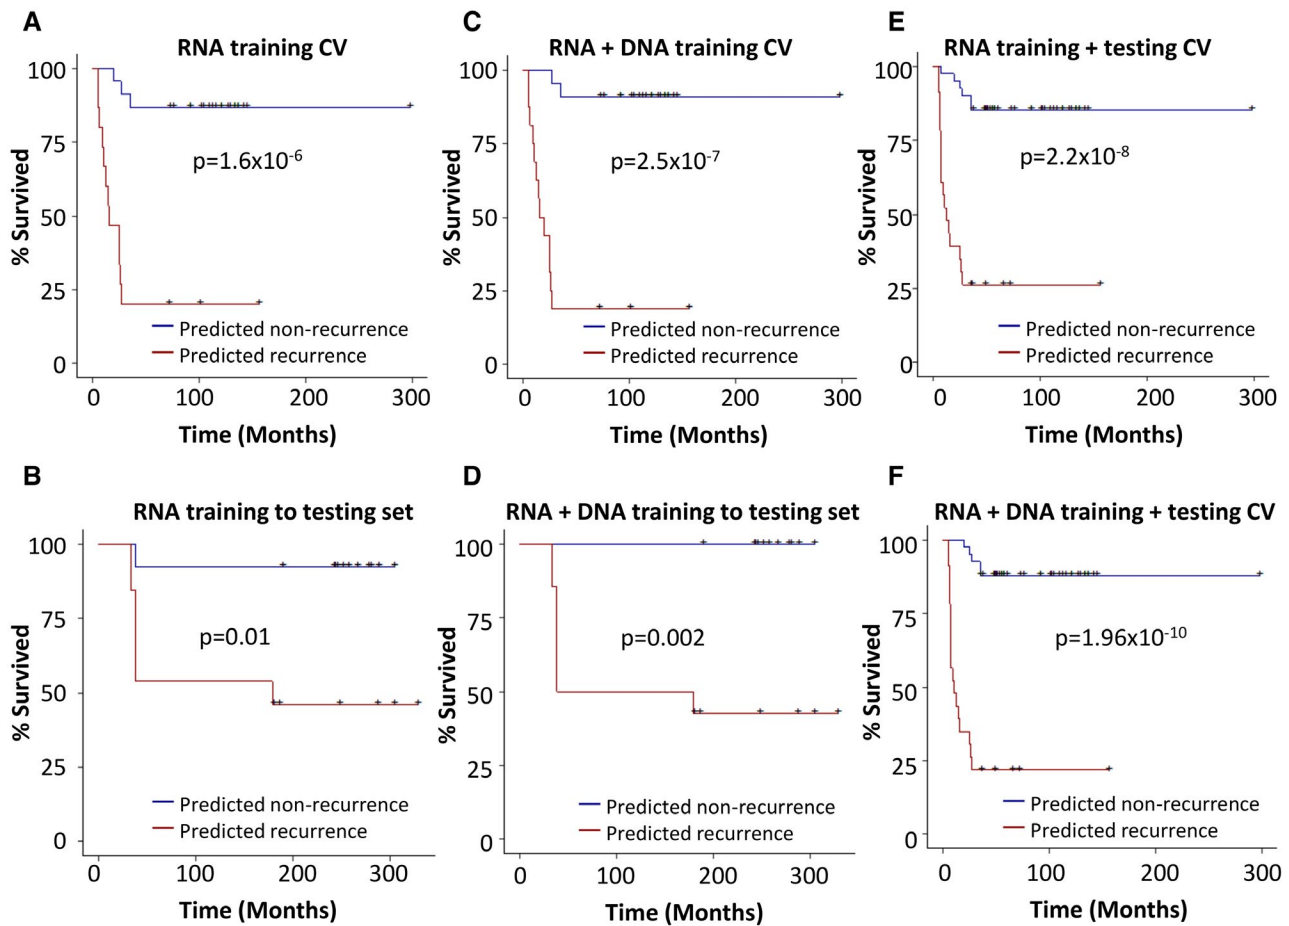 A
RNA training CV
% Survived
100
75
50
25
0
p=1.6x10-6
Predicted non-recurrence
Predicted recurrence
0 100 200 300
Time (Months)
C
RNA + DNA training CV
% Survived
100
75
50
25
0
p=2.5x10-7
Predicted non-recurrence
Predicted recurrence
0 100 200 300
Time (Months)
E
RNA training + testing CV
% Survived
100
75
50
25
0
p=2.2x10-8
Predicted non-recurrence
Predicted recurrence
0 100 200 300
Time (Months)
B
RNA training to testing set
% Survived
100
75
50
25
0
p=0.01
Predicted non-recurrence
Predicted recurrence
0 100 200 300
Time (Months)
D
RNA + DNA training to testing set
% Survived
100
75
50
25
0
p=0.002
Predicted non-recurrence
Predicted recurrence
0 100 200 300
Time (Months)
F
RNA + DNA training + testing CV
% Survived
100
75
50
25
0
p=1.96x10-10
Predicted non-recurrence
Predicted recurrence
0 100 200 300
Time (Months)